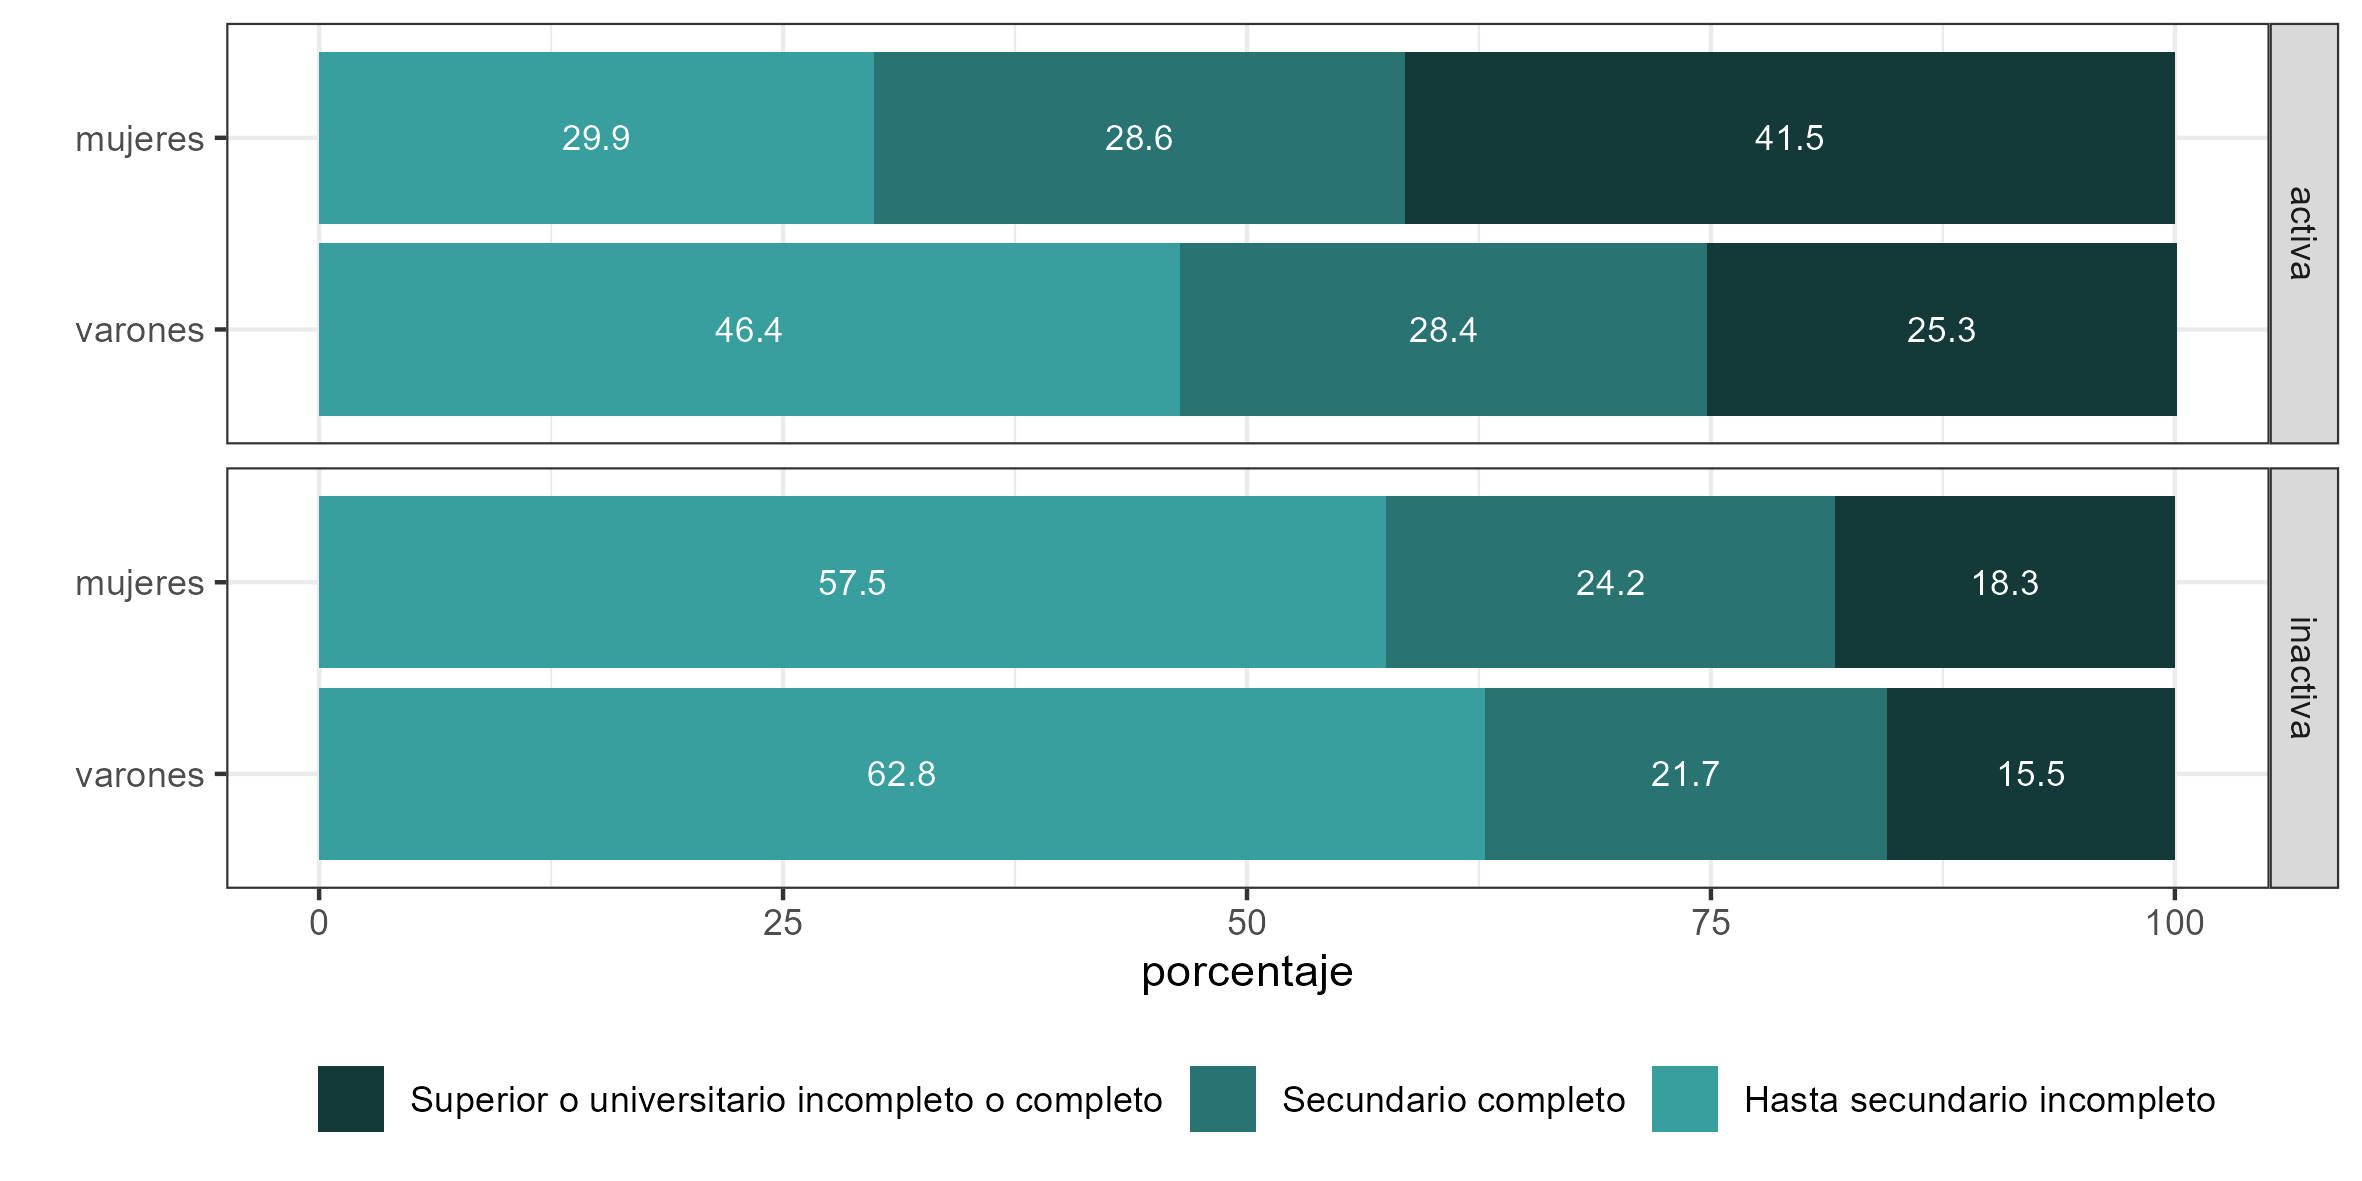 mujeres 29.9 28.6 41.5
varones 46.4 28.4 25.3
activa
mujeres 57.5 24.2 18.3
varones 62.8 21.7 15.5
inactiva
0 25 50 75 100
porcentaje
Superior o universitario incompleto o completo Secundario completo Hasta secundario incompleto